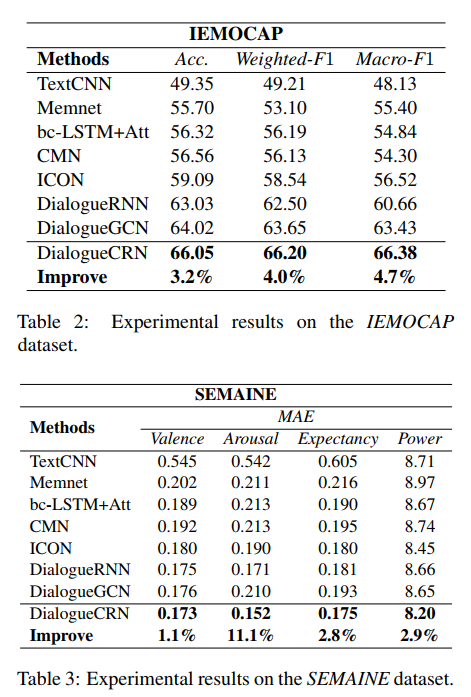 IEMOCAP
Methods Acc. Weighted-F1 Macro-F1
TextCNN 49.35 49.21 48.13
Memnet 55.70 53.10 55.40
bc-LSTM+Att 56.32 56.19 54.84
CMN 56.56 56.13 54.30
ICON 59.09 58.54 56.52
DialogueRNN 63.03 62.50 60.66
DialogueGCN 64.02 63.65 63.43
DialogueCRN 66.05 66.20 66.38
Improve 3.2% 4.0% 4.7%
Table 2: Experimental results on the IEMOCAP
dataset.
SEMAINE
Methods MAE
Valence Arousal Expectancy Power
TextCNN 0.545 0.542 0.605 8.71
Memnet 0.202 0.211 0.216 8.97
bc-LSTM+Att 0.189 0.213 0.190 8.67
CMN 0.192 0.213 0.195 8.74
ICON 0.180 0.190 0.180 8.45
DialogueRNN 0.175 0.171 0.181 8.66
DialogueGCN 0.176 0.210 0.193 8.65
DialogueCRN 0.173 0.152 0.175 8.20
Improve 1.1% 11.1% 2.8% 2.9%
Table 3: Experimental results on the SEMAINE dataset.